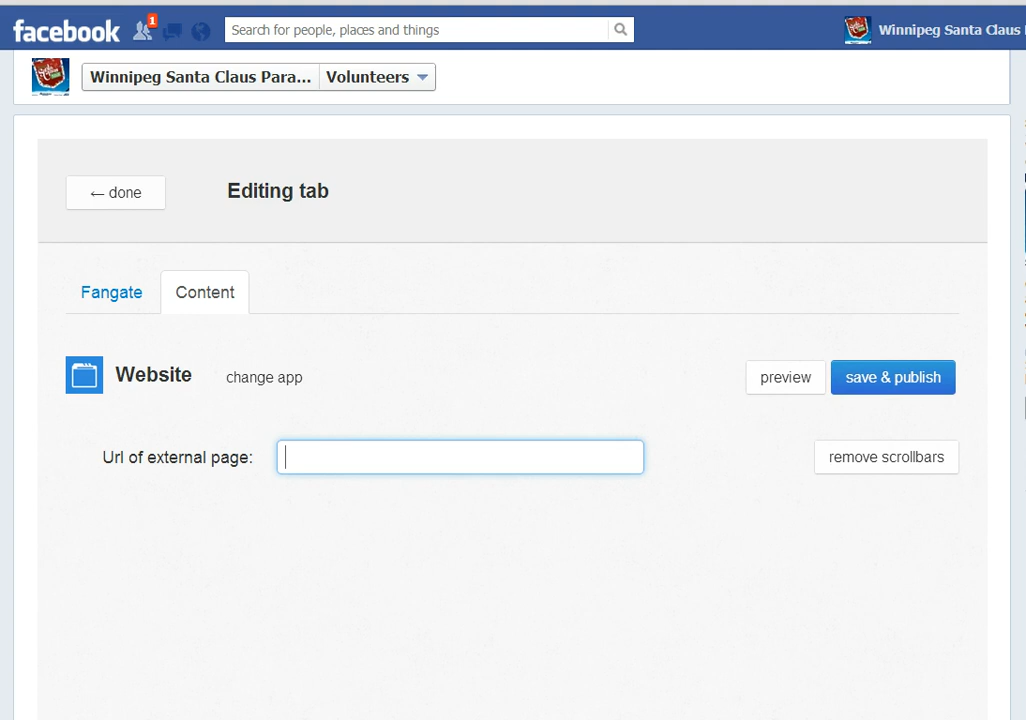 facebook 1 Search for people, places and things Winnipeg Santa Claus
Winnipeg Santa Claus Para... Volunteers
← done Editing tab
Fangate Content
Website change app preview save & publish
Url of external page: remove scrollbars